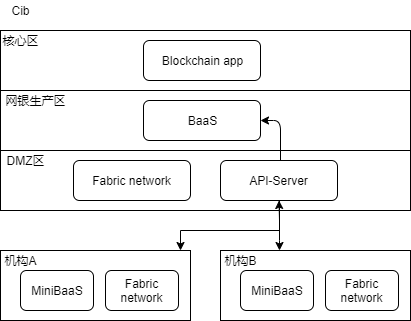 Cib
核心区
Blockchain app
网银生产区
BaaS
DMZ区
Fabric network
API-Server
机构A
MiniBaaS
Fabric
network
机构B
MiniBaaS
Fabric
network